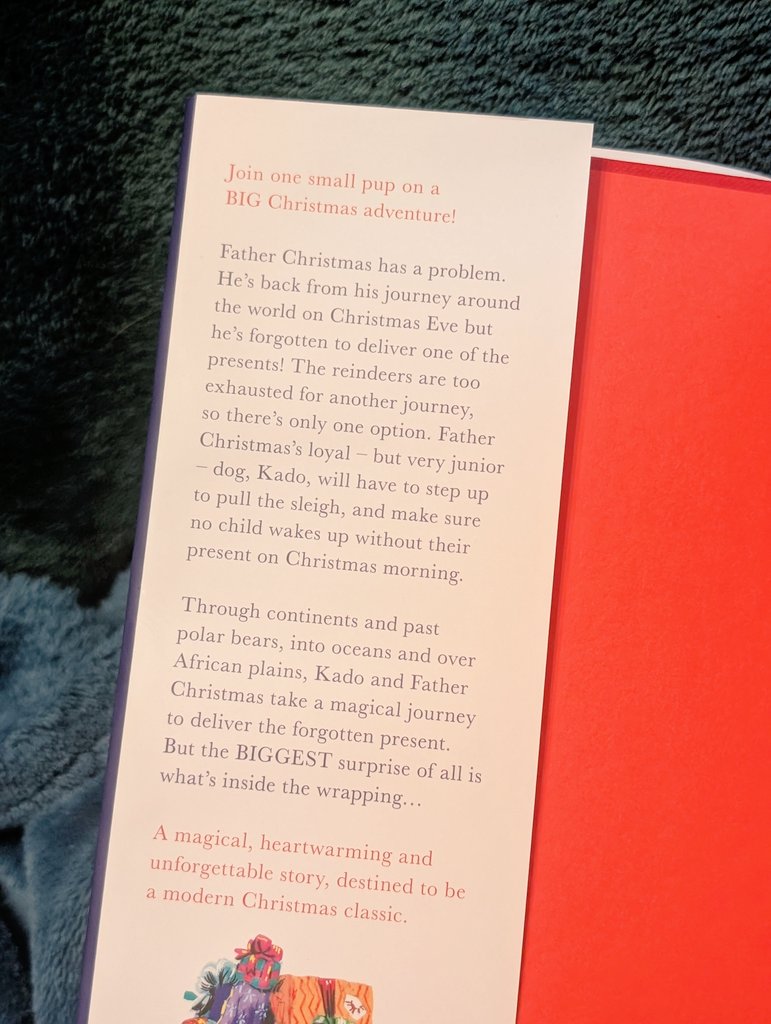 Join one small pup on a
BIG Christmas adventure!
Father Christmas has a problem.
He's back from his journey around
the world on Christmas Eve but
he's forgotten to deliver one of the
presents! The reindeers are too
exhausted for another journey,
so there's only one option. Father
Christmas's loyal – but very junior
– dog, Kado, will have to step up
to pull the sleigh, and make sure
no child wakes up without their
present on Christmas morning.
Through continents and past
polar bears, into oceans and over
African plains, Kado and Father
Christmas take a magical journey
to deliver the forgotten present.
But the BIGGEST surprise of all is
what's inside the wrapping…
A magical, heartwarming and
unforgettable story, destined to be
a modern Christmas classic.